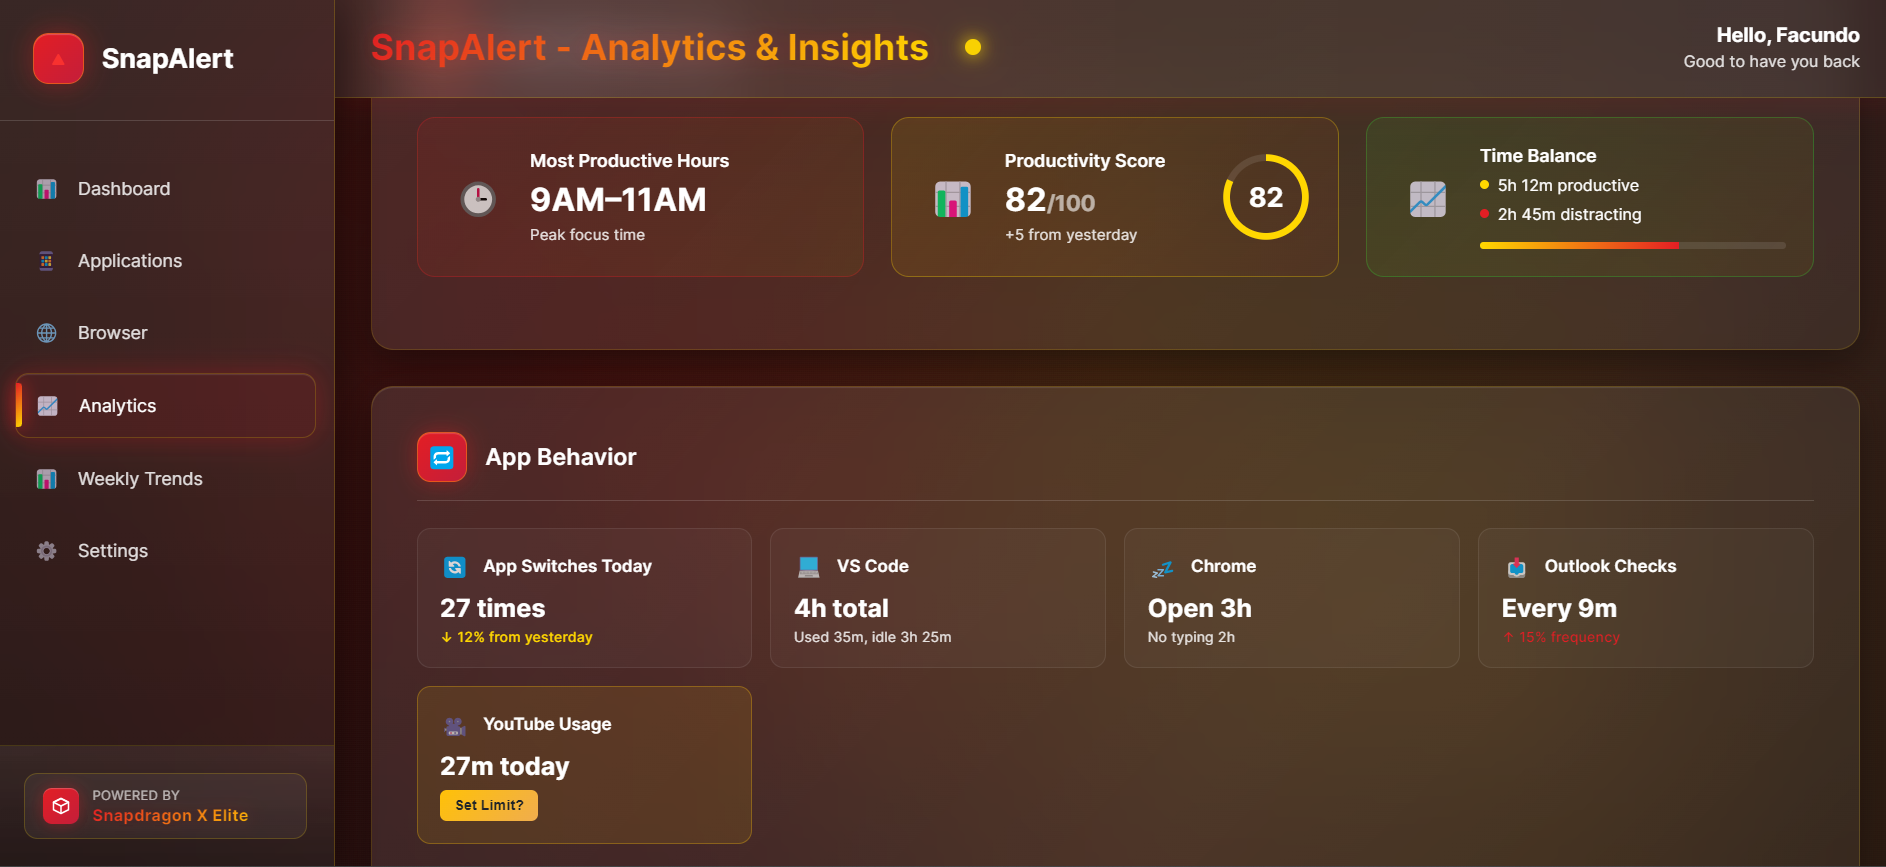 SnapAlert
Dashboard
Applications
Browser
Analytics
Weekly Trends
Settings
POWERED BY
Snapdragon X Elite
SnapAlert - Analytics & Insights
Hello, Facundo
Good to have you back
Most Productive Hours
9AM–11AM
Peak focus time
Productivity Score
82/100
+5 from yesterday
82
Time Balance
5h 12m productive
2h 45m distracting
App Behavior
App Switches Today
27 times
↓ 12% from yesterday
VS Code
4h total
Used 35m, idle 3h 25m
Chrome
Open 3h
No typing 2h
Outlook Checks
Every 9m
↑ 15% frequency
YouTube Usage
27m today
Set Limit?